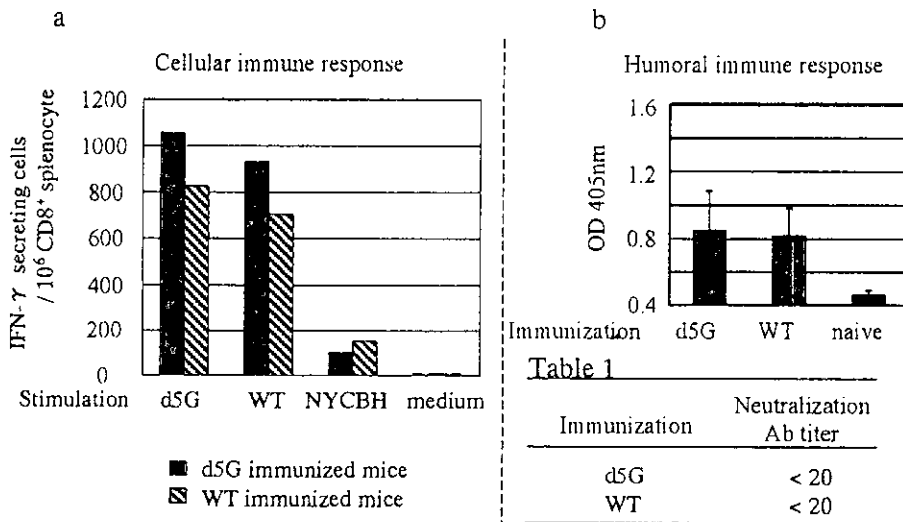 a
Cellular immune response
IFN-γ secreting cells
/ 10⁶ CD8⁺ splenocyte
1200
1000
800
600
400
200
0
Stimulation d5G WT NYCBH medium
d5G immunized mice
WT immunized mice
b
Humoral immune response
OD 405nm
1.6
1.2
0.8
0.4
Immunization d5G WT naive
Table 1
Immunization Neutralization
Ab titer
d5G < 20
WT < 20